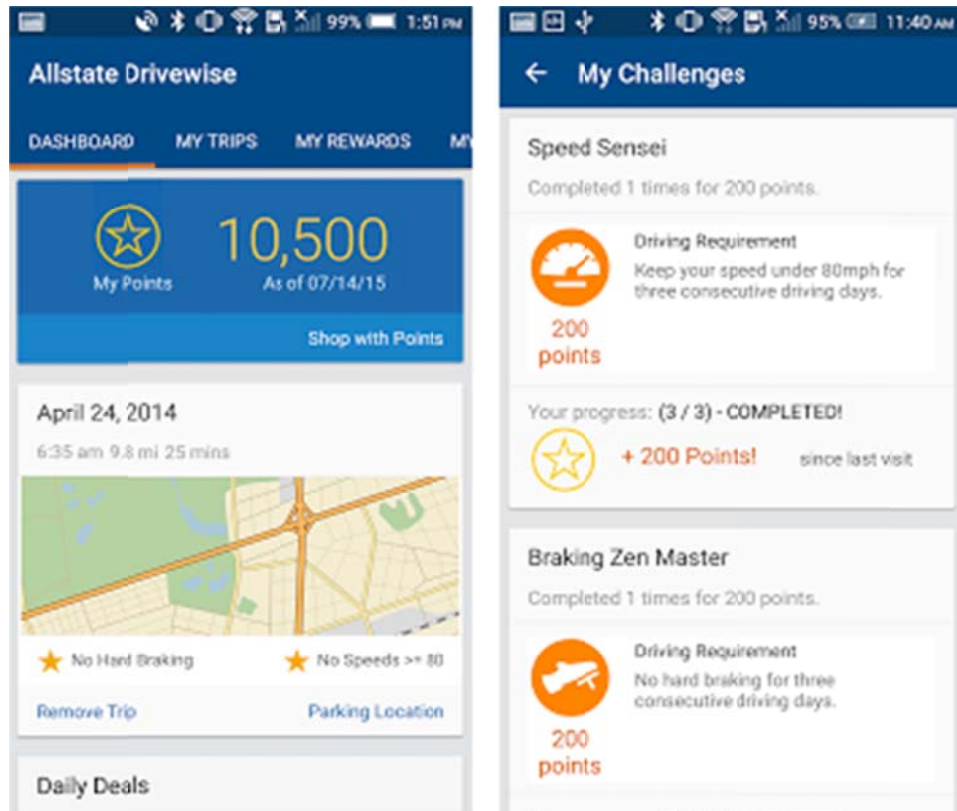 99% 1:51 PM
Allstate Drivewise
DASHBOARD MY TRIPS MY REWARDS MY
My Points
10,500
As of 07/14/15
Shop with Points
April 24, 2014
6:35 am 9.8 mi 25 mins
No Hard Braking No Speeds >= 80
Remove Trip Parking Location
Daily Deals
95% 11:40 AM
My Challenges
Speed Sensei
Completed 1 times for 200 points.
Driving Requirement
Keep your speed under 80mph for
three consecutive driving days.
200
points
Your progress: (3 / 3) - COMPLETED!
+ 200 Points! since last visit
Braking Zen Master
Completed 1 times for 200 points.
Driving Requirement
No hard braking for three
consecutive driving days.
200
points